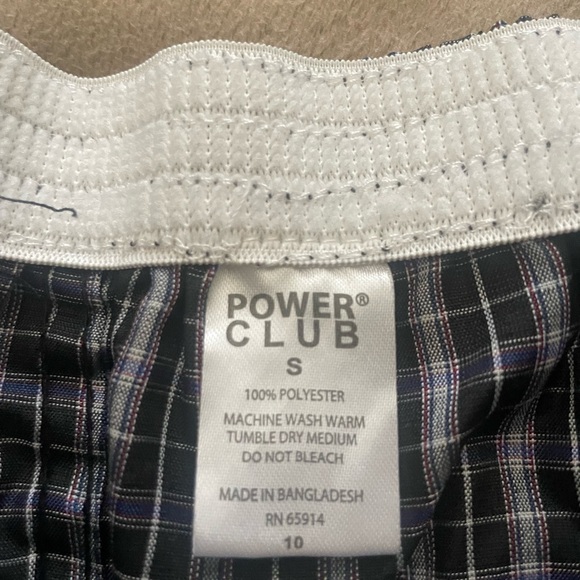 POWER®
CLUB
S
100% POLYESTER
MACHINE WASH WARM
TUMBLE DRY MEDIUM
DO NOT BLEACH
MADE IN BANGLADESH
RN 65914
10